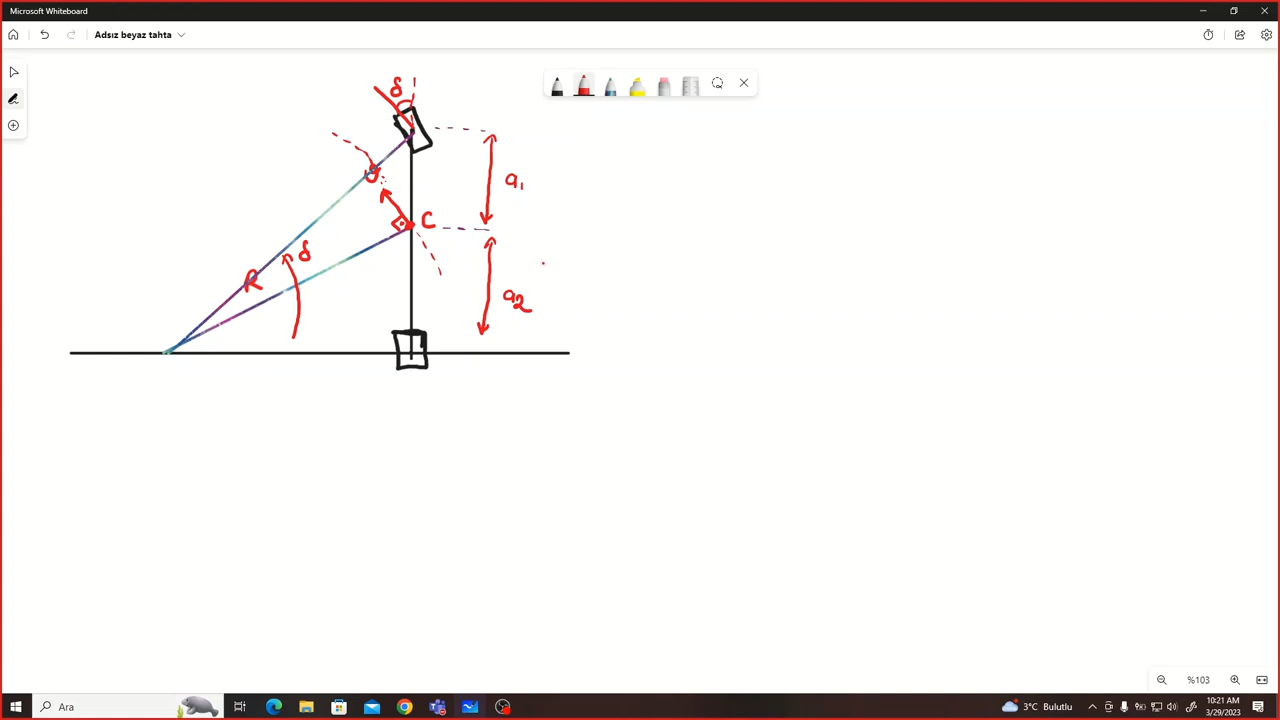 Microsoft Whiteboard
Adsız beyaz tahta
δ
a₁
υ
C
δ
R
a₂
%103
Ara
3°C Bulutlu
10:21 AM
3/29/2023